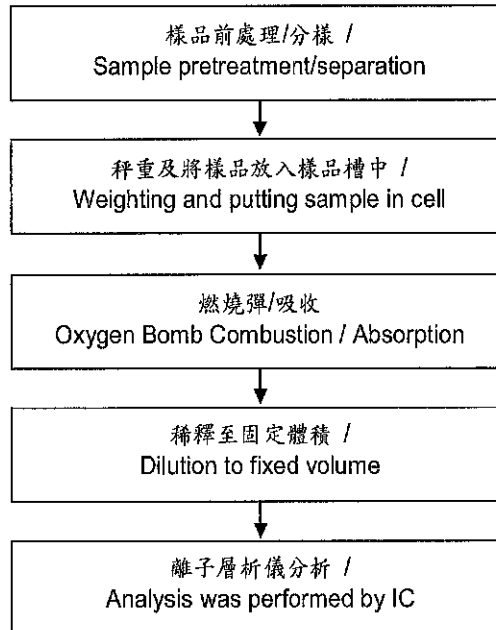 樣品前處理/分樣 /
Sample pretreatment/separation
秤重及將樣品放入樣品槽中 /
Weighting and putting sample in cell
燃燒彈/吸收
Oxygen Bomb Combustion / Absorption
稀釋至固定體積 /
Dilution to fixed volume
離子層析儀分析 /
Analysis was performed by IC